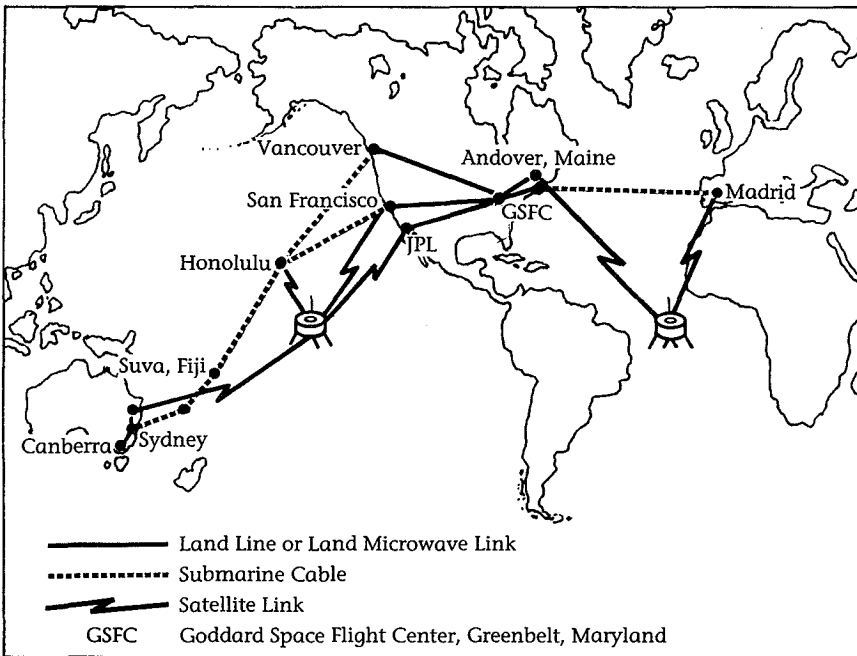 Vancouver
Andover, Maine
San Francisco
GSFC
Madrid
JPL
Honolulu
Suva, Fiji
Canberra
Sydney
Land Line or Land Microwave Link
Submarine Cable
Satellite Link
GSFC Goddard Space Flight Center, Greenbelt, Maryland